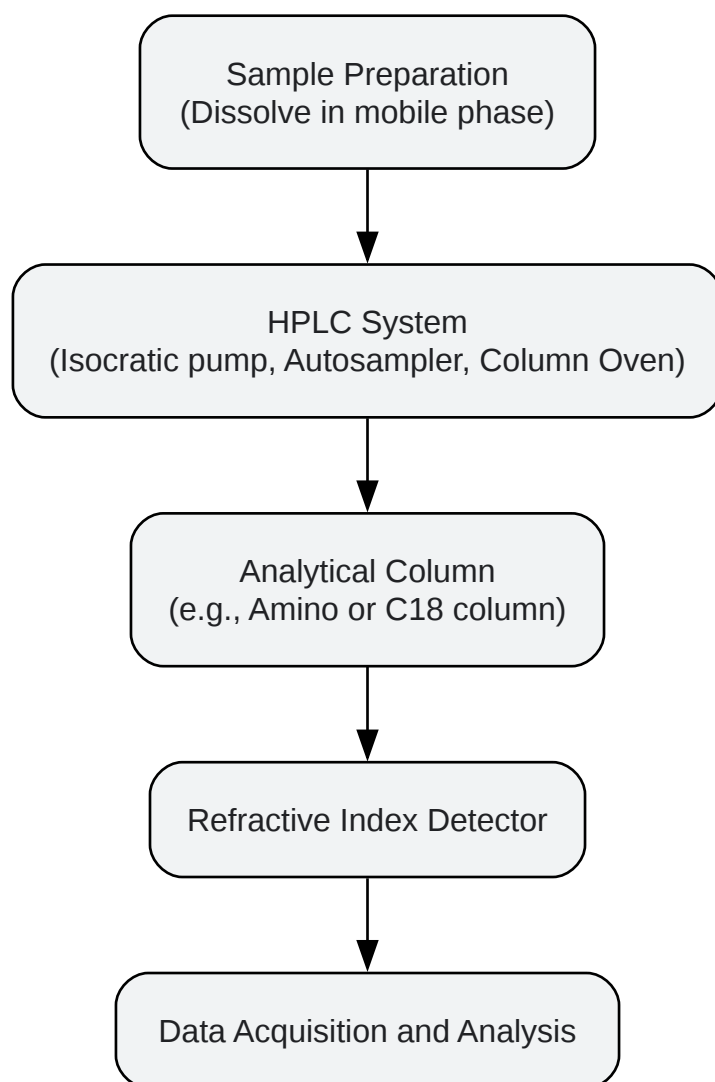 Sample Preparation
(Dissolve in mobile phase)
HPLC System
(Isocratic pump, Autosampler, Column Oven)
Analytical Column
(e.g., Amino or C18 column)
Refractive Index Detector
Data Acquisition and Analysis